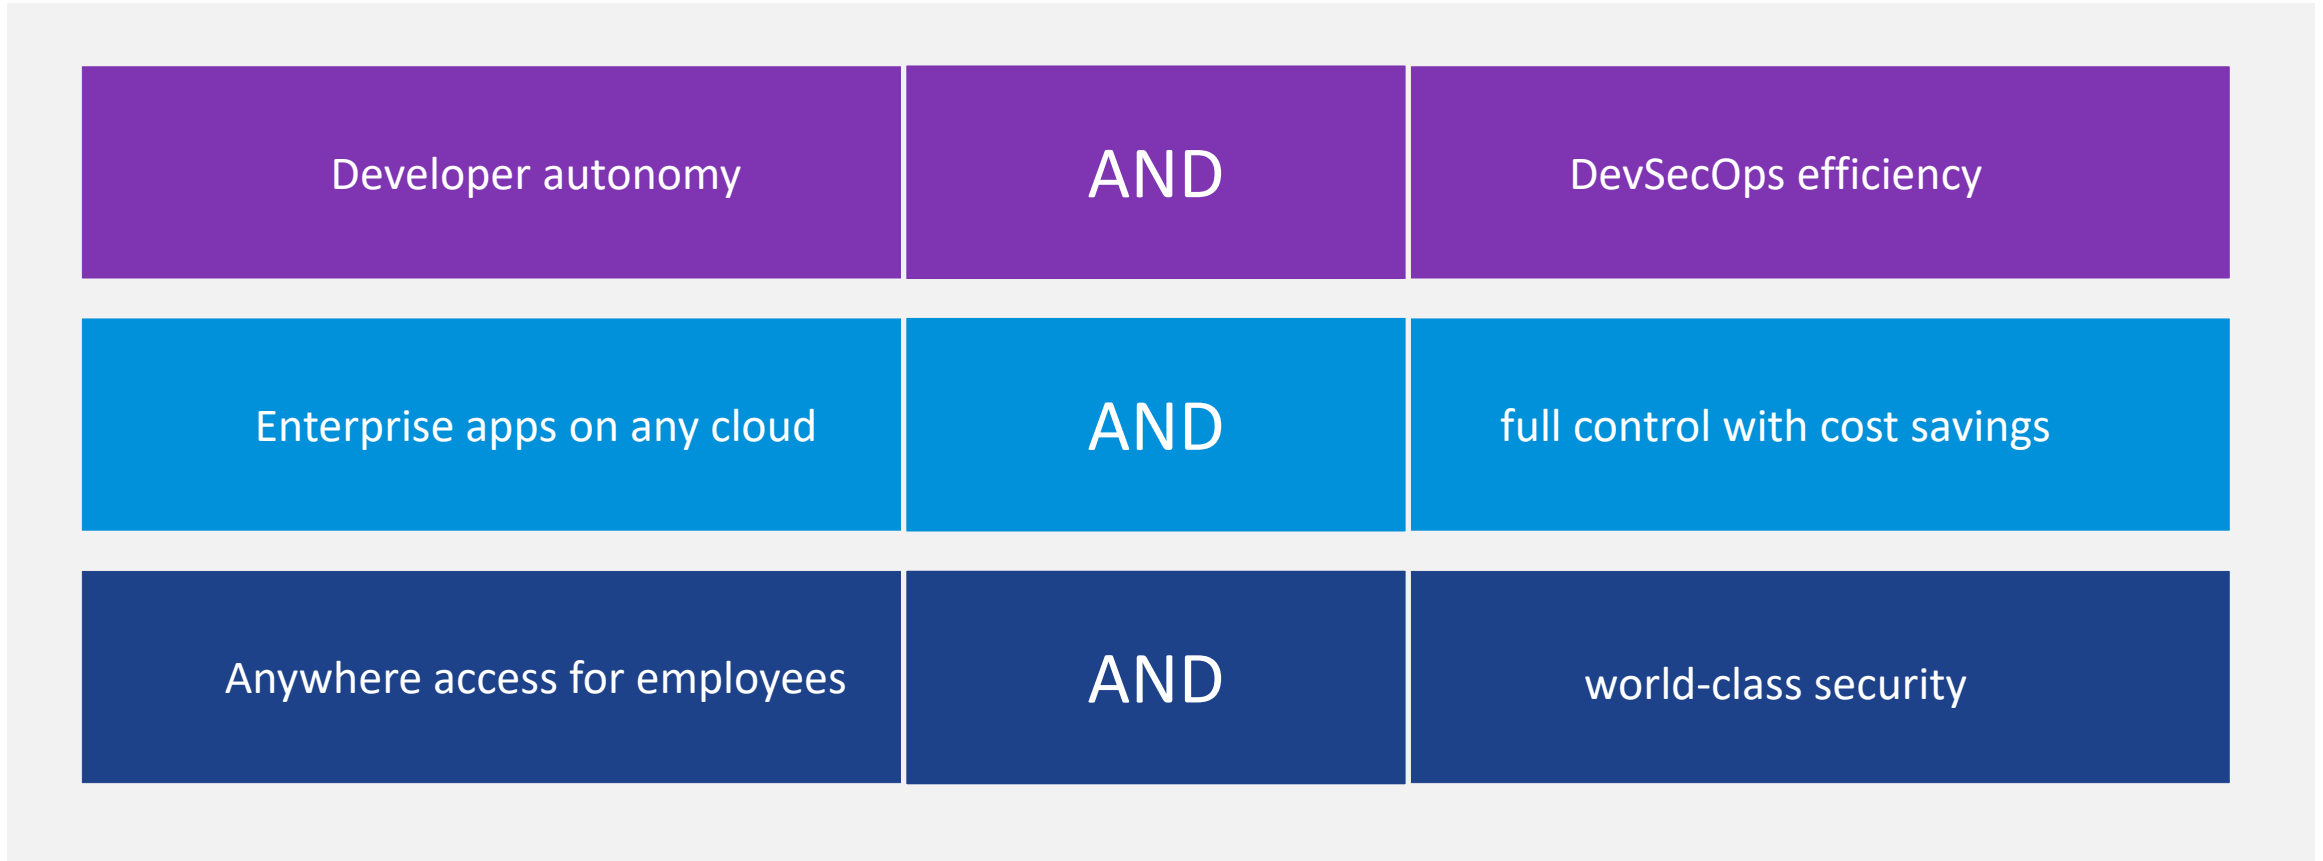 Developer autonomy AND DevSecOps efficiency
Enterprise apps on any cloud AND full control with cost savings
Anywhere access for employees AND world-class security